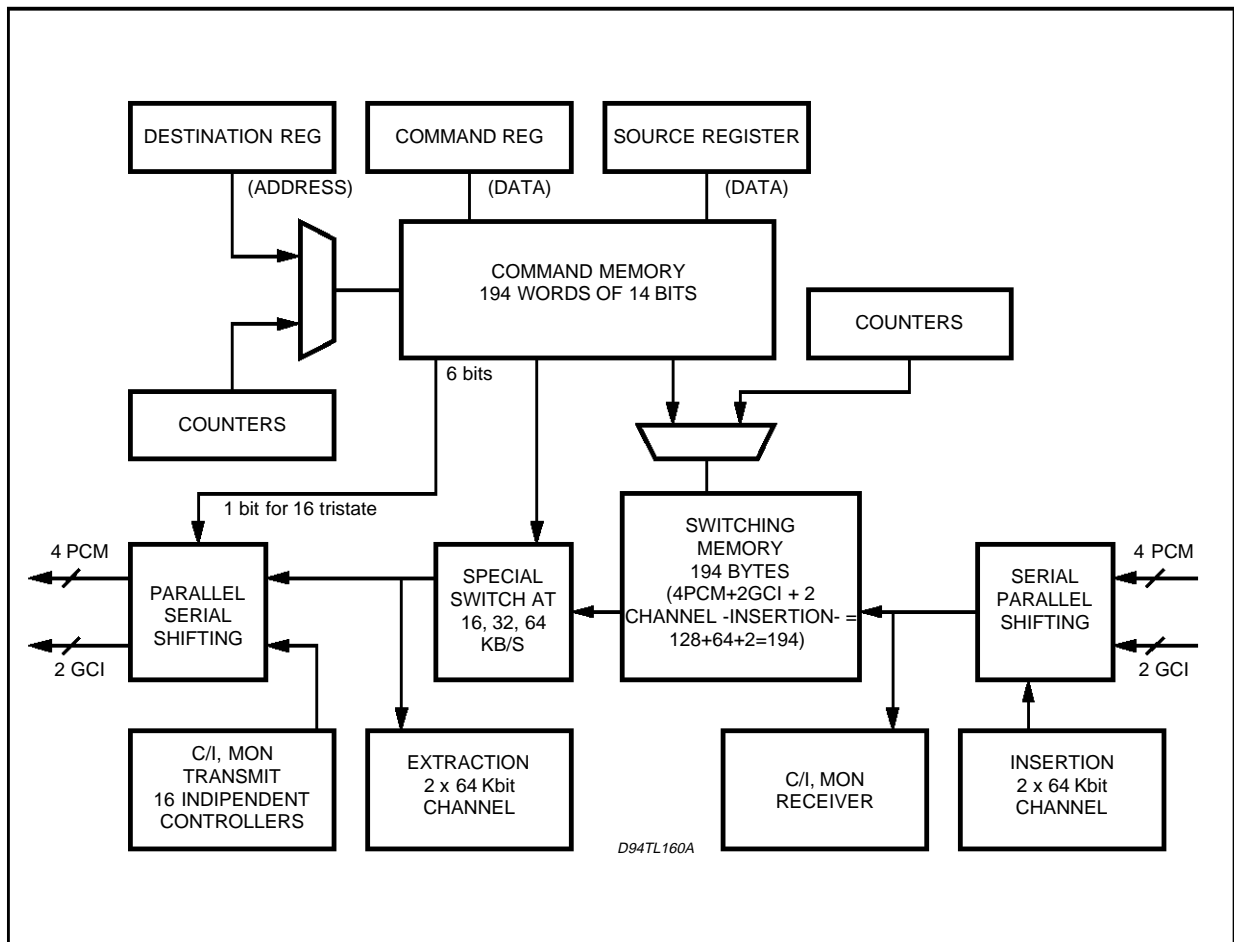 DESTINATION REG
COMMAND REG
SOURCE REGISTER
(ADDRESS)
(DATA)
(DATA)
COMMAND MEMORY
194 WORDS OF 14 BITS
COUNTERS
6 bits
COUNTERS
1 bit for 16 tristate
4 PCM
2 GCI
PARALLEL
SERIAL
SHIFTING
SPECIAL
SWITCH AT
16, 32, 64
KB/S
SWITCHING
MEMORY
194 BYTES
(4PCM+2GCI + 2
CHANNEL -INSERTION- =
128+64+2=194)
SERIAL
PARALLEL
SHIFTING
4 PCM
2 GCI
C/I, MON
TRANSMIT
16 INDIPENDENT
CONTROLLERS
EXTRACTION
2 x 64 Kbit
CHANNEL
C/I, MON
RECEIVER
INSERTION
2 x 64 Kbit
CHANNEL
D94TL160A